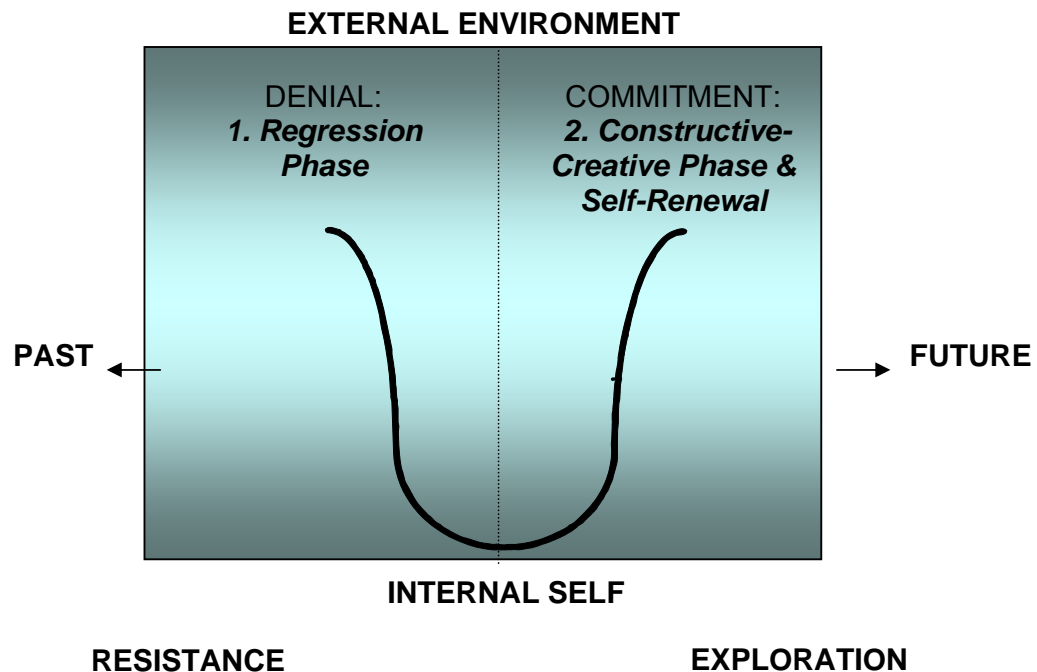 EXTERNAL ENVIRONMENT
DENIAL:
1. Regression
Phase
COMMITMENT:
2. Constructive-
Creative Phase &
Self-Renewal
PAST
FUTURE
INTERNAL SELF
RESISTANCE
EXPLORATION